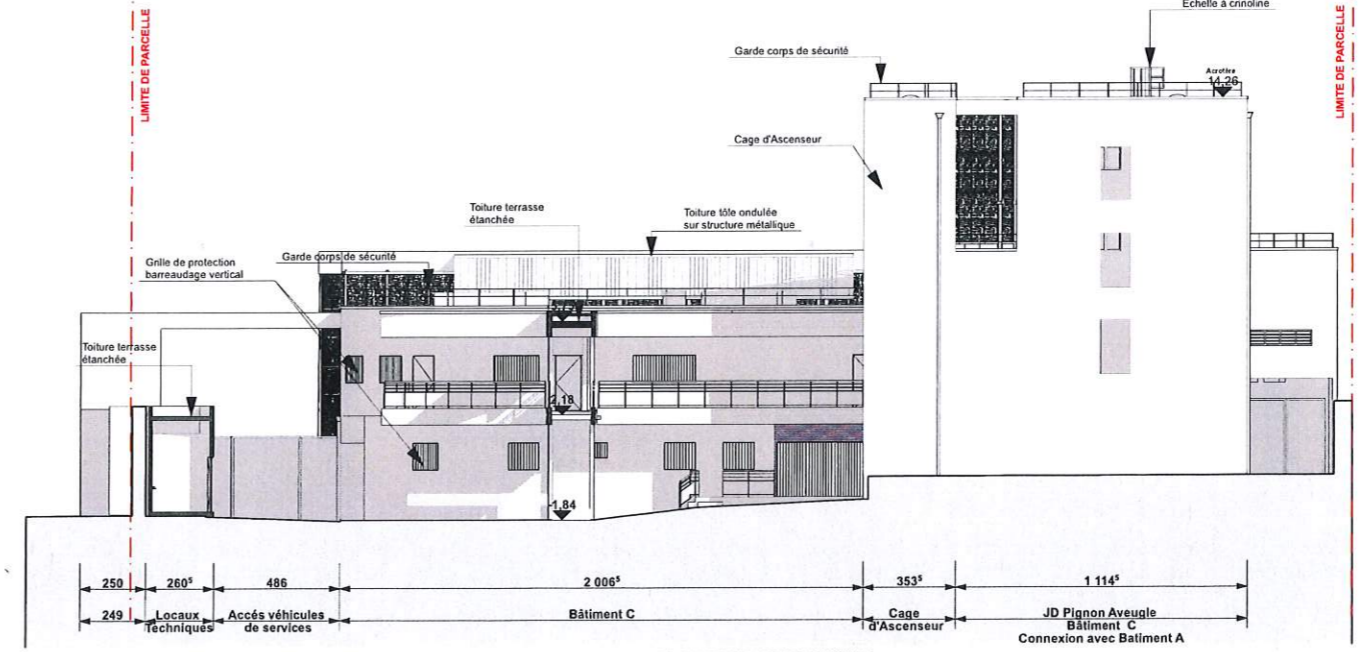 Echelle à crinoline
LIMITE DE PARCELLE
LIMITE DE PARCELLE
Garde corps de sécurité
Acrotère
14,26
Cage d'Ascenseur
Toiture terrasse
étanchée
Toiture tôle ondulée
sur structure métallique
Grille de protection
barreaudage vertical
Garde corps de sécurité
Toiture terrasse
étanchée
2,18
-1,84
250
260⁵
486
2 006⁵
353⁵
1 114⁵
249
Locaux
Techniques
Accés véhicules
de services
Bâtiment C
Cage
d'Ascenseur
JD Pignon Aveugle
Bâtiment C
Connexion avec Batiment A